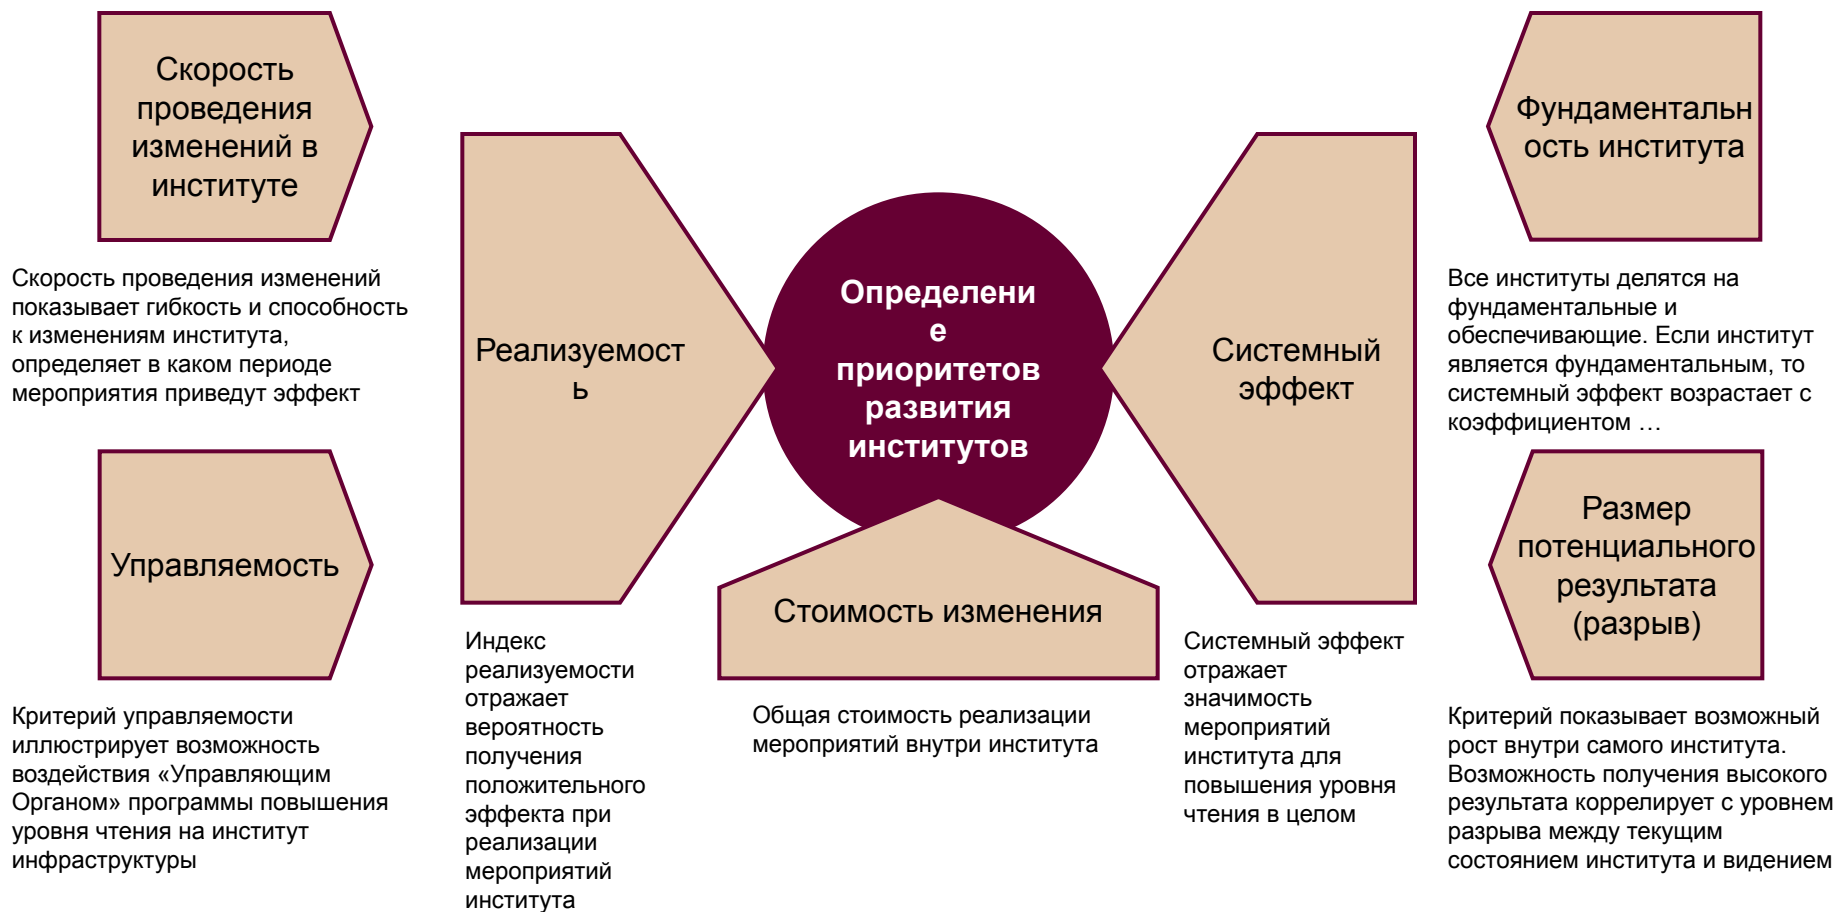 Скорость
проведения
изменений в
институте
Скорость проведения изменений
показывает гибкость и способность
к изменениям института,
определяет в каком периоде
мероприятия приведут эффект
Управляемость
Критерий управляемости
иллюстрирует возможность
воздействия «Управляющим
Органом» программы повышения
уровня чтения на институт
инфраструктуры
Реализуемост
ь
Индекс
реализуемости
отражает
вероятность
получения
положительного
эффекта при
реализации
мероприятий
института
Определени
е
приоритетов
развития
институтов
Стоимость изменения
Общая стоимость реализации
мероприятий внутри института
Системный
эффект
Системный эффект
отражает
значимость
мероприятий
института для
повышения уровня
чтения в целом
Фундаментальн
ость института
Все институты делятся на
фундаментальные и
обеспечивающие. Если институт
является фундаментальным, то
системный эффект возрастает с
коэффициентом …
Размер
потенциального
результата
(разрыв)
Критерий показывает возможный
рост внутри самого института.
Возможность получения высокого
результата коррелирует с уровнем
разрыва между текущим
состоянием института и видением